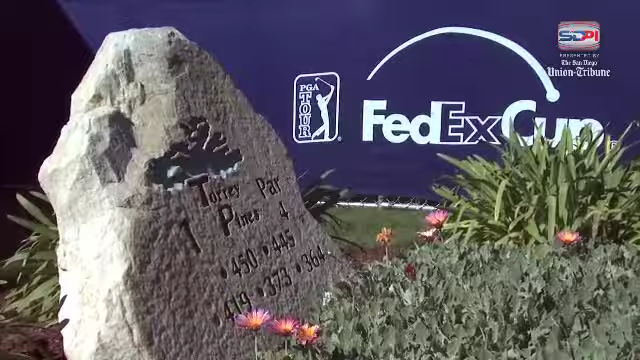 SDPI
PRESENTED BY
The San Diego
Union-Tribune
PGA
TOUR
FedExCup
Torrey Par
Pines 4
1
• 450 • 445
419 • 373 • 364